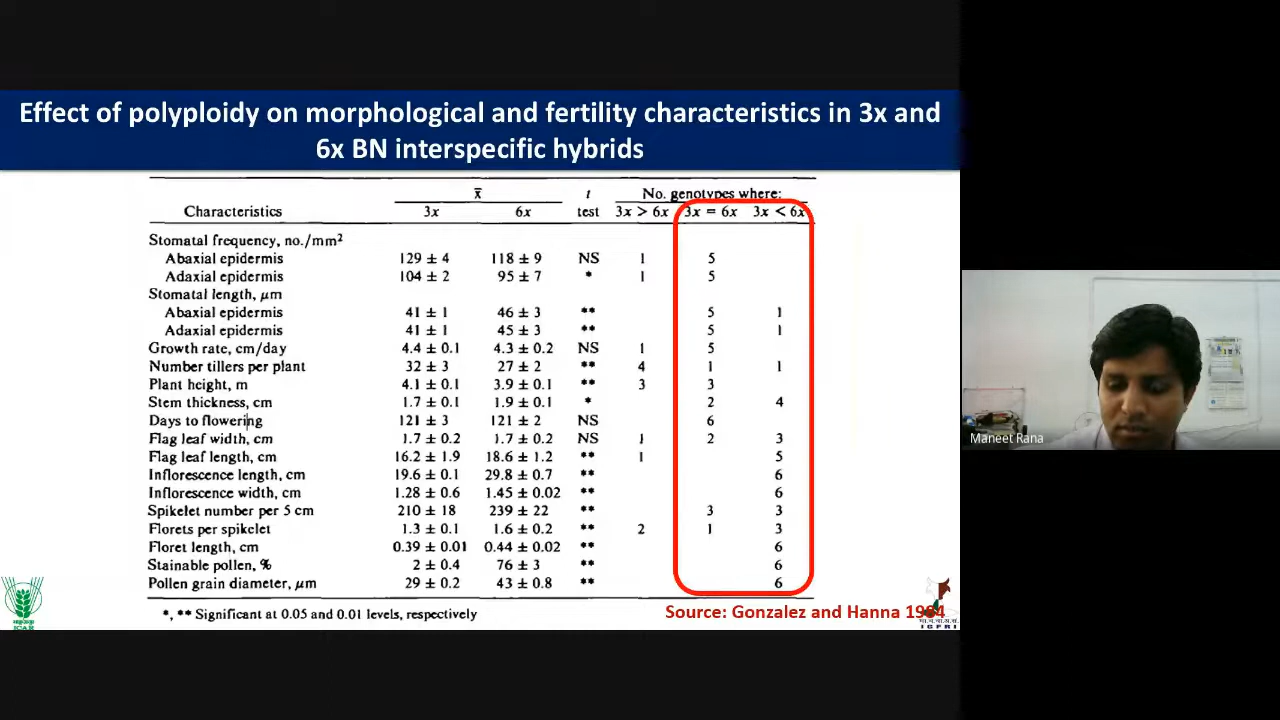 Effect of polyploidy on morphological and fertility characteristics in 3x and
6x BN interspecific hybrids
x̄ t No. genotypes where:
Characteristics 3x 6x test 3x > 6x 3x = 6x 3x < 6x
Stomatal frequency, no./mm²
Abaxial epidermis 129 ± 4 118 ± 9 NS 1 5
Adaxial epidermis 104 ± 2 95 ± 7 * 1 5
Stomatal length, μm
Abaxial epidermis 41 ± 1 46 ± 3 ** 5 1
Adaxial epidermis 41 ± 1 45 ± 3 ** 5 1
Growth rate, cm/day 4.4 ± 0.1 4.3 ± 0.2 NS 1 5
Number tillers per plant 32 ± 3 27 ± 2 ** 4 1 1
Plant height, m 4.1 ± 0.1 3.9 ± 0.1 ** 3 3
Stem thickness, cm 1.7 ± 0.1 1.9 ± 0.1 * 2 4
Days to flowering 121 ± 3 121 ± 2 NS 6
Flag leaf width, cm 1.7 ± 0.2 1.7 ± 0.2 NS 1 2 3
Flag leaf length, cm 16.2 ± 1.9 18.6 ± 1.2 ** 1 5
Inflorescence length, cm 19.6 ± 0.1 29.8 ± 0.7 ** 6
Inflorescence width, cm 1.28 ± 0.6 1.45 ± 0.02 ** 6
Spikelet number per 5 cm 210 ± 18 239 ± 22 ** 3 3
Florets per spikelet 1.3 ± 0.1 1.6 ± 0.2 ** 2 1 3
Floret length, cm 0.39 ± 0.01 0.44 ± 0.02 ** 6
Stainable pollen, % 2 ± 0.4 76 ± 3 ** 6
Pollen grain diameter, μm 29 ± 0.2 43 ± 0.8 ** 6
*, ** Significant at 0.05 and 0.01 levels, respectively
Source: Gonzalez and Hanna 1984
ICAR
IGFRI
Maneet Rana